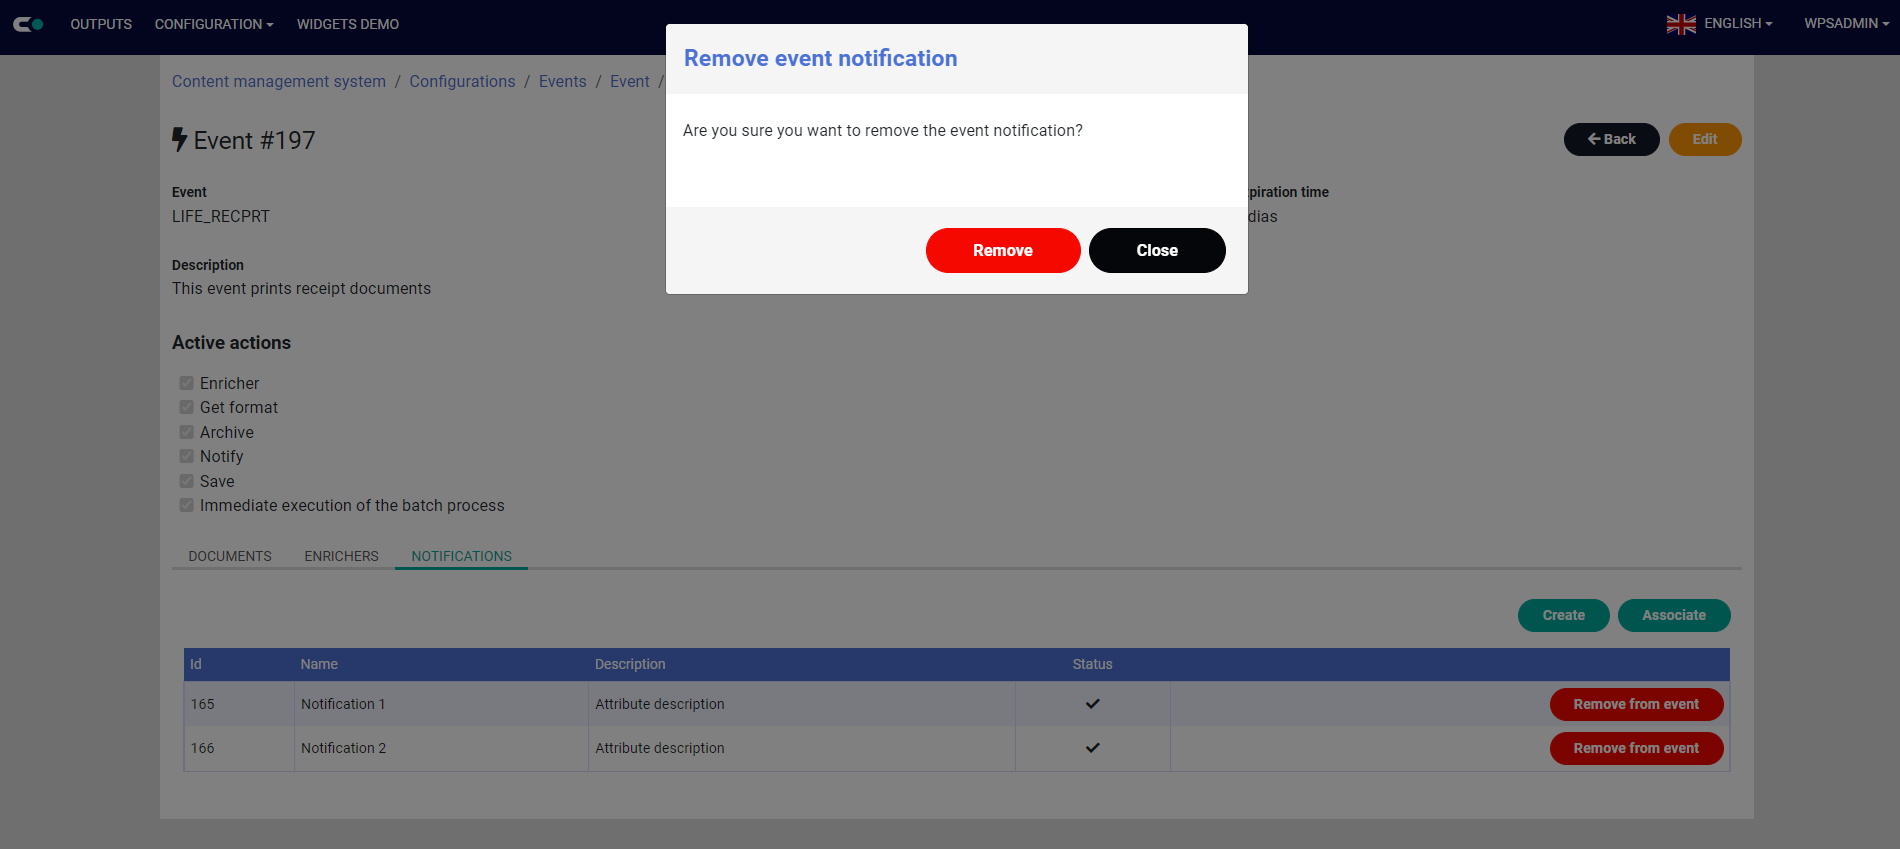 OUTPUTS CONFIGURATION WIDGETS DEMO ENGLISH WPSADMIN
Remove event notification
Are you sure you want to remove the event notification?
Remove Close
Content management system / Configurations / Events / Event /
Event #197
Back Edit
Event
LIFE_RECPRT
piration time
dias
Description
This event prints receipt documents
Active actions
Enricher
Get format
Archive
Notify
Save
Immediate execution of the batch process
DOCUMENTS ENRICHERS NOTIFICATIONS
Create Associate
Id Name Description Status
165 Notification 1 Attribute description Remove from event
166 Notification 2 Attribute description Remove from event